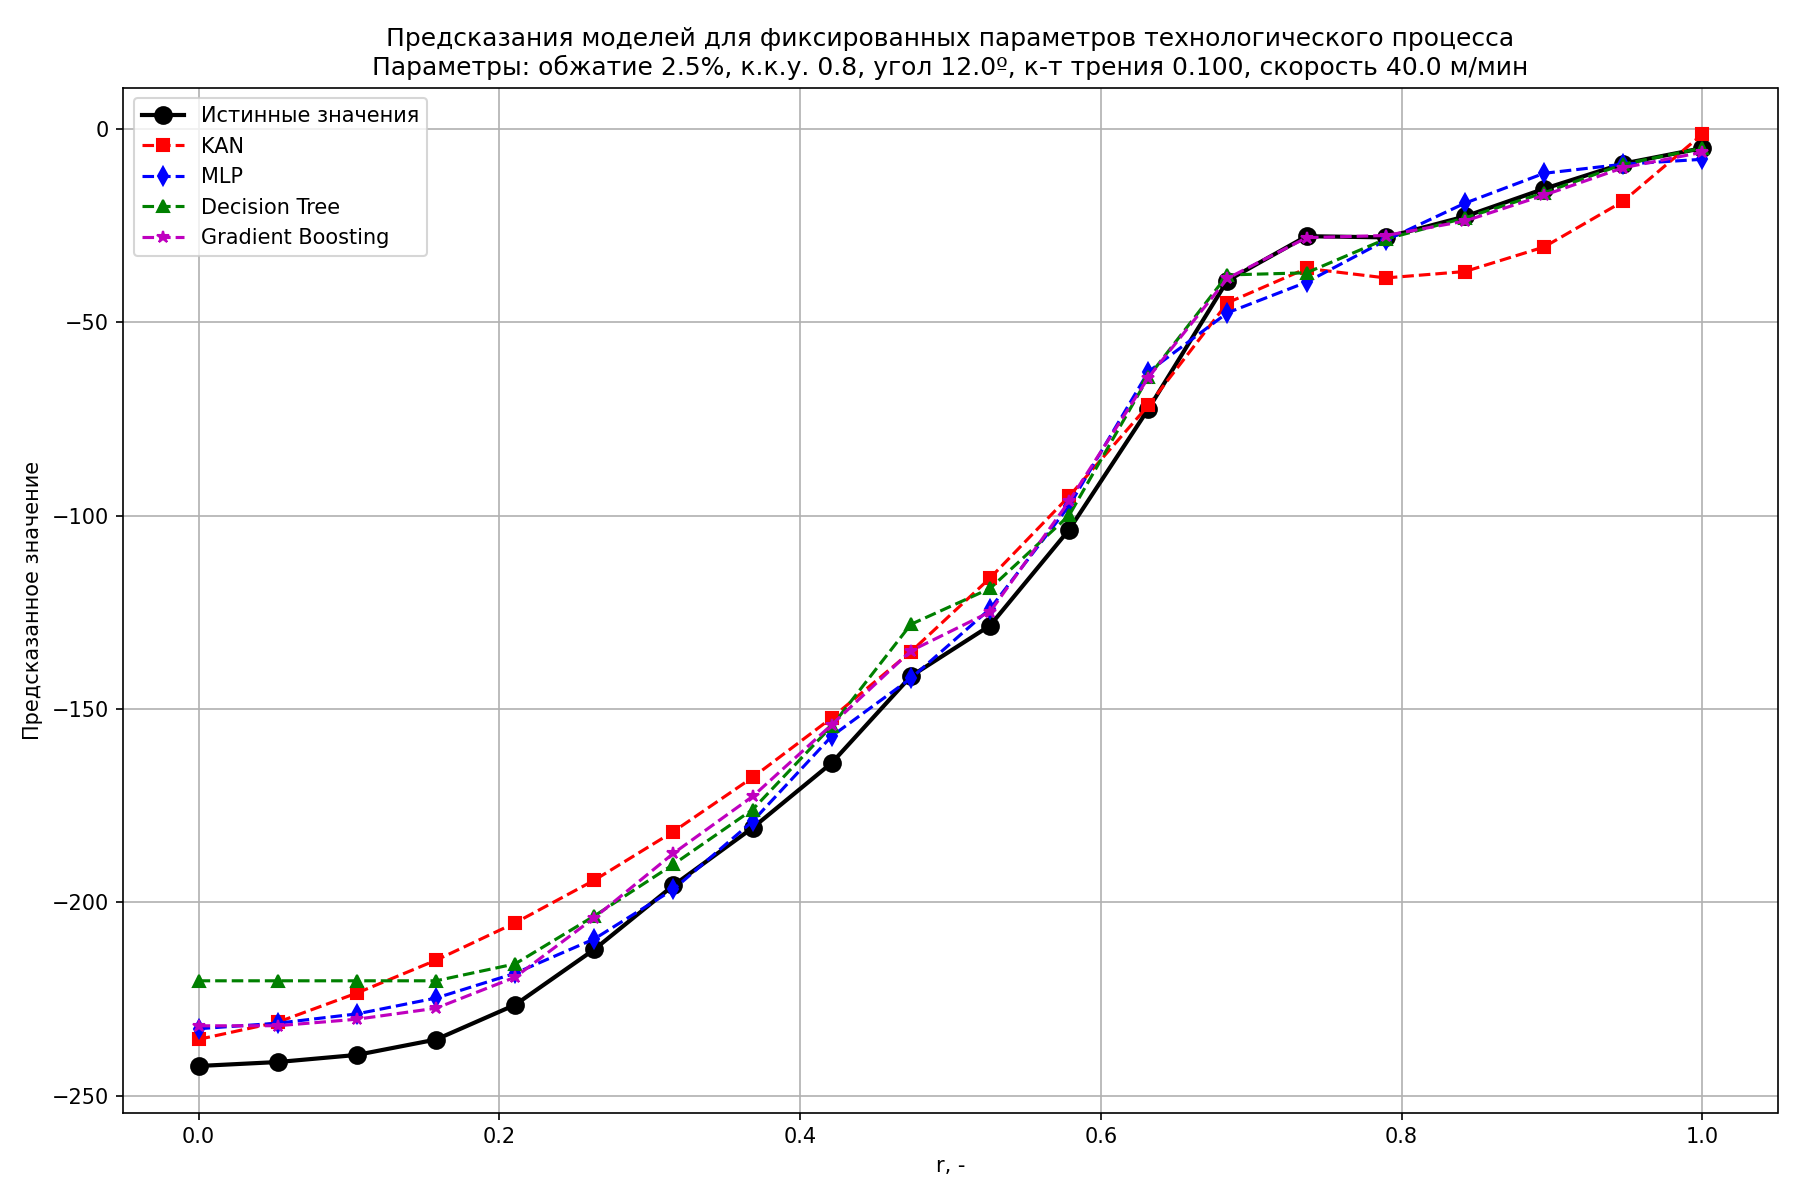 Предсказания моделей для фиксированных параметров технологического процесса
Параметры: обжатие 2.5%, к.к.у. 0.8, угол 12.0º, к-т трения 0.100, скорость 40.0 м/мин
Истинные значения
KAN
MLP
Decision Tree
Gradient Boosting
Предсказанное значение
0
−50
−100
−150
−200
−250
0.0 0.2 0.4 0.6 0.8 1.0
r, -